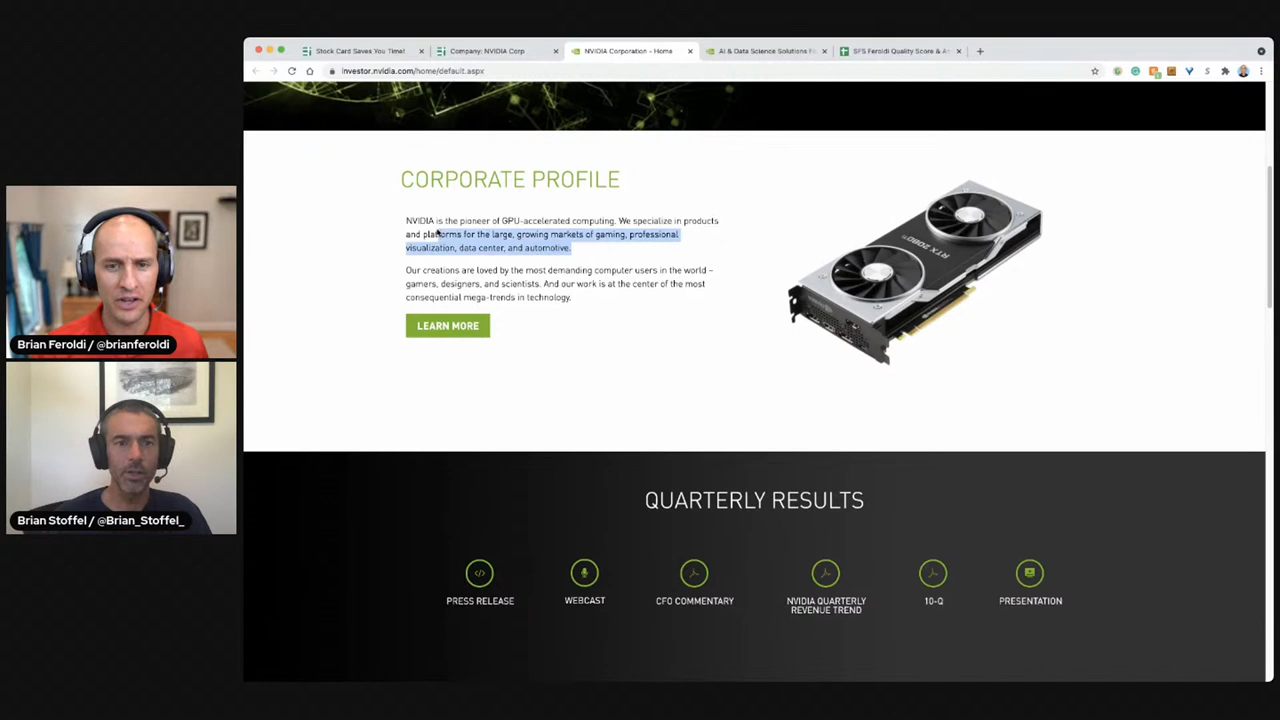 Stock Card Saves You Time!
Company: NVIDIA Corp
NVIDIA Corporation - Home
AI & Data Science Solutions Fo
SFS Feroldi Quality Score & An
investor.nvidia.com/home/default.aspx
CORPORATE PROFILE
NVIDIA is the pioneer of GPU-accelerated computing. We specialize in products
and platforms for the large, growing markets of gaming, professional
visualization, data center, and automotive.
Our creations are loved by the most demanding computer users in the world –
gamers, designers, and scientists. And our work is at the center of the most
consequential mega-trends in technology.
LEARN MORE
RTX 2080 Ti
Brian Feroldi / @brianferoldi
Brian Stoffel / @Brian_Stoffel_
QUARTERLY RESULTS
PRESS RELEASE
WEBCAST
CFO COMMENTARY
NVIDIA QUARTERLY
REVENUE TREND
10-Q
PRESENTATION